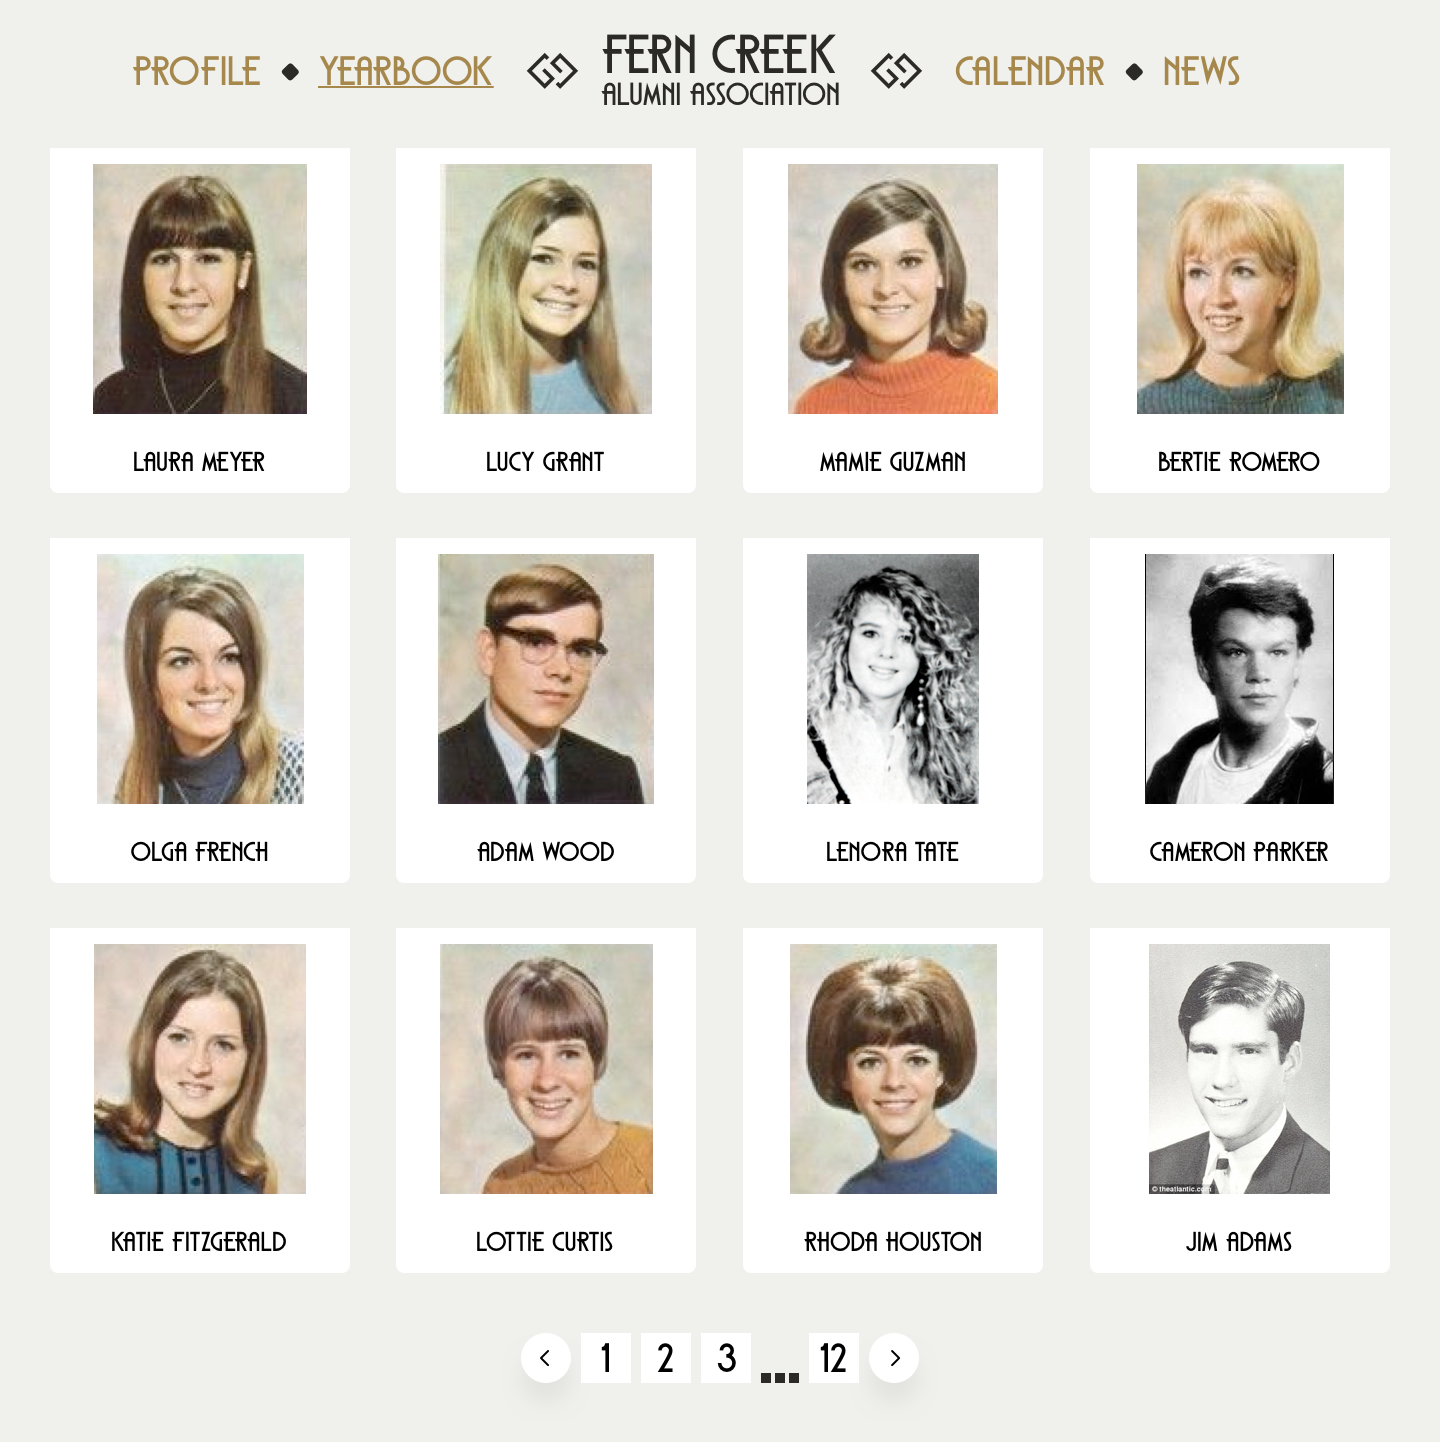 PROFILE
YEARBOOK
FERN CREEK
ALUMNI ASSOCIATION
CALENDAR
NEWS
LAURA MEYER
LUCY GRANT
MAMIE GUZMAN
BERTIE ROMERO
OLGA FRENCH
ADAM WOOD
LENORA TATE
CAMERON PARKER
© theatlantic.com
KATIE FITZGERALD
LOTTIE CURTIS
RHODA HOUSTON
JIM ADAMS
1 2 3 ... 12